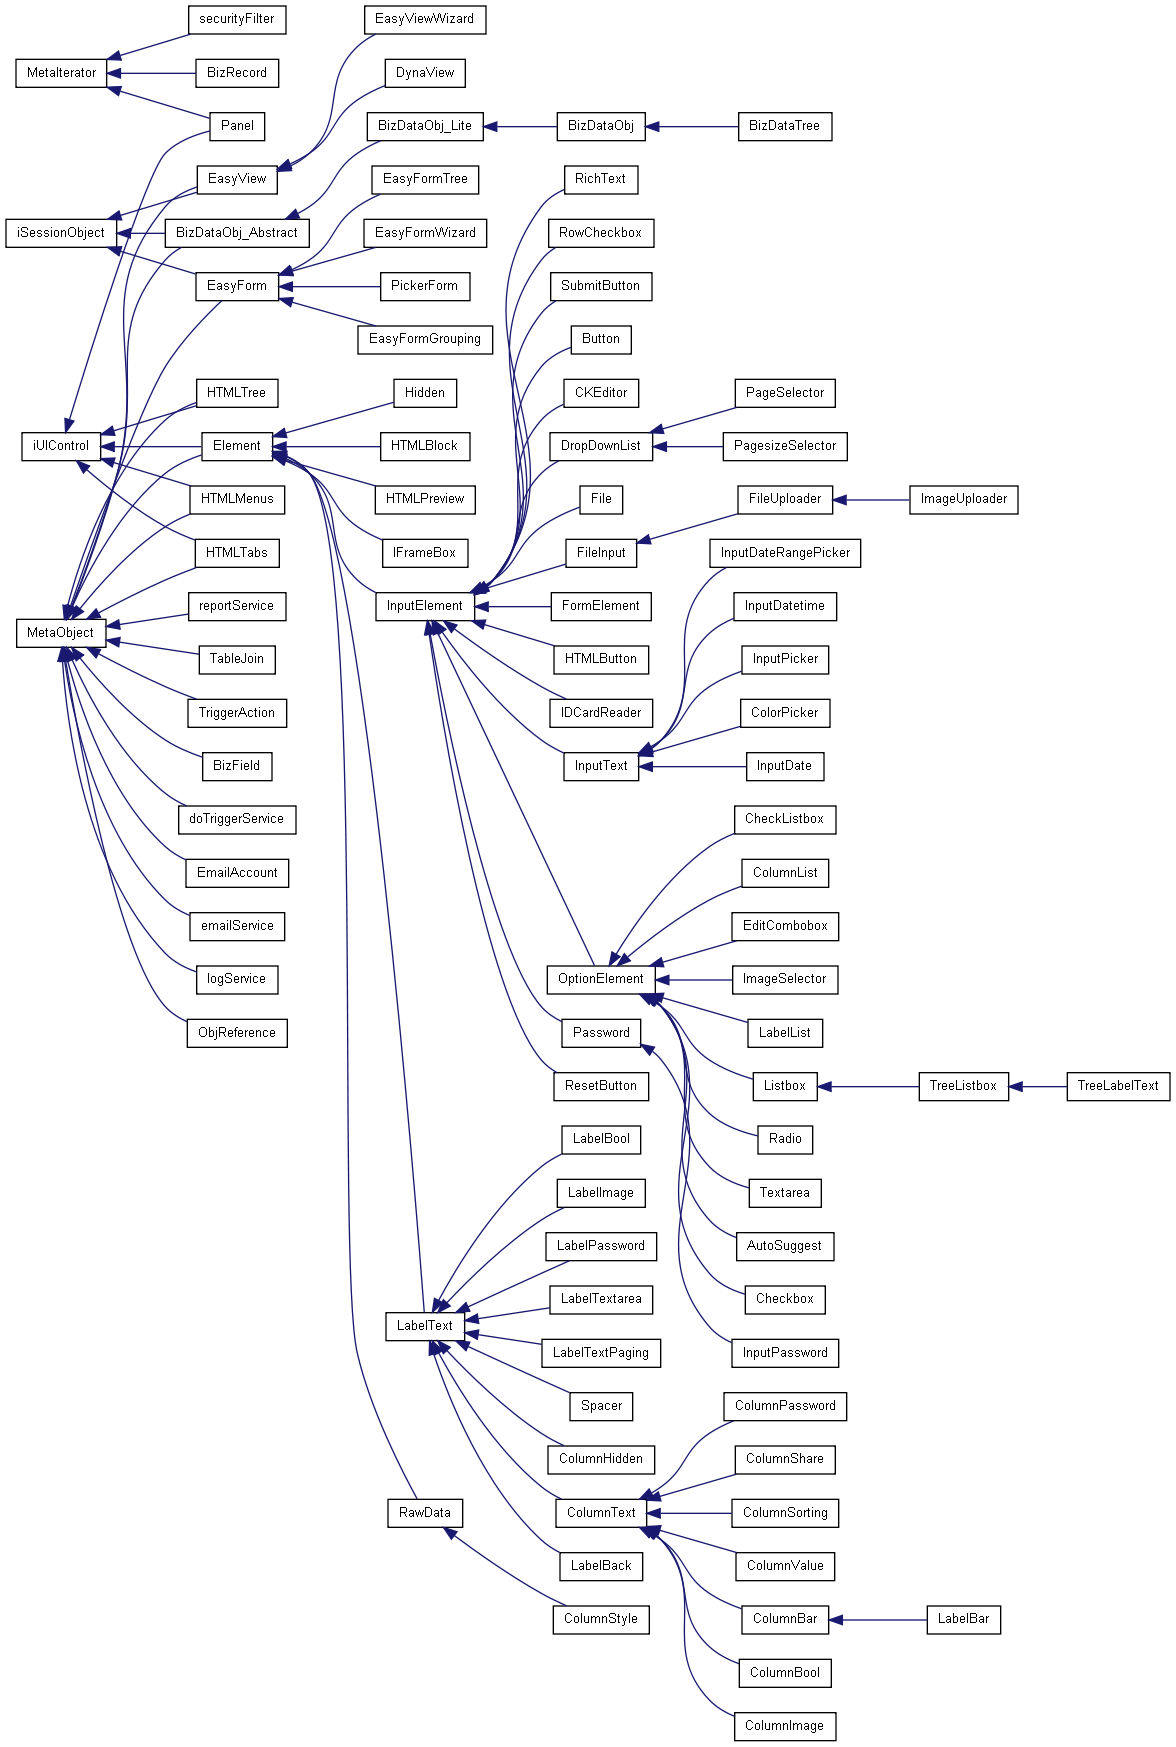 securityFilter
MetaIterator
BizRecord
Panel
EasyViewWizard
DynaView
BizDataObj_Lite
BizDataObj
BizDataTree
EasyView
EasyFormTree
iSessionObject
BizDataObj_Abstract
EasyFormWizard
EasyForm
PickerForm
EasyFormGrouping
RichText
RowCheckbox
SubmitButton
Button
HTMLTree
Hidden
CKEditor
PageSelector
iUIControl
Element
HTMLBlock
DropDownList
PagesizeSelector
HTMLMenus
HTMLPreview
File
FileUploader
ImageUploader
HTMLTabs
IFrameBox
FileInput
InputDateRangePicker
reportService
InputElement
FormElement
InputDatetime
MetaObject
TableJoin
HTMLButton
InputPicker
TriggerAction
IDCardReader
ColorPicker
BizField
InputText
InputDate
doTriggerService
CheckListbox
EmailAccount
ColumnList
emailService
EditCombobox
logService
OptionElement
ImageSelector
ObjReference
Password
LabelList
ResetButton
Listbox
TreeListbox
TreeLabelText
LabelBool
Radio
LabelImage
Textarea
LabelPassword
AutoSuggest
LabelTextarea
Checkbox
LabelText
LabelTextPaging
InputPassword
Spacer
ColumnPassword
ColumnHidden
ColumnShare
RawData
ColumnText
ColumnSorting
LabelBack
ColumnValue
ColumnStyle
ColumnBar
LabelBar
ColumnBool
ColumnImage